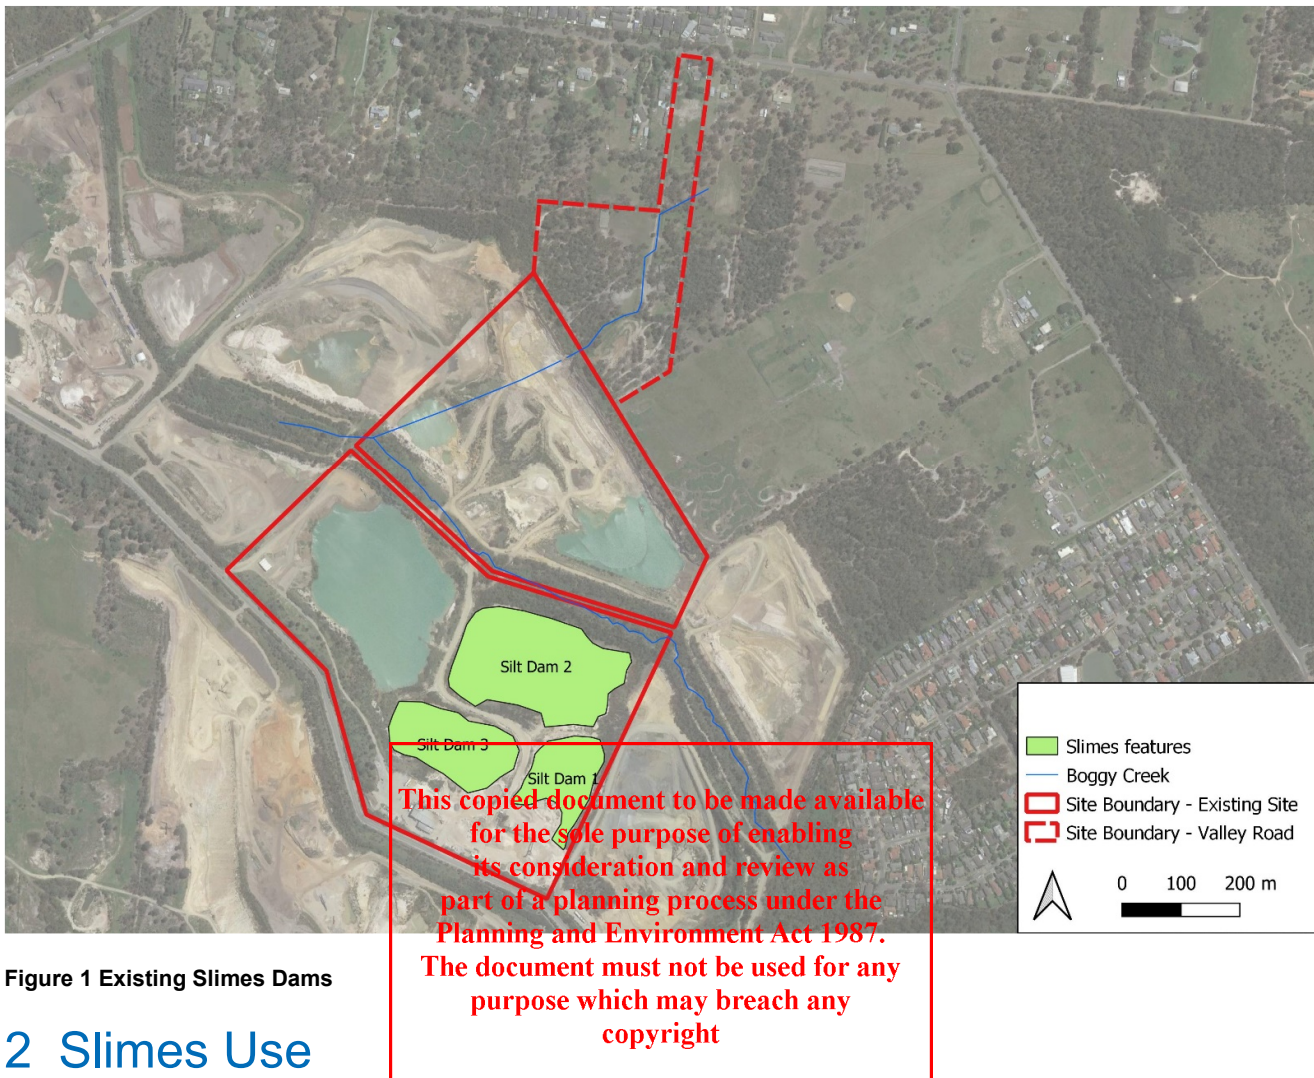 Silt Dam 2
Silt Dam 3
Silt Dam 1
Slimes features
Boggy Creek
Site Boundary - Existing Site
Site Boundary - Valley Road
0 100 200 m
This copied document to be made available
for the sole purpose of enabling
its consideration and review as
part of a planning process under the
Planning and Environment Act 1987.
The document must not be used for any
purpose which may breach any
copyright
Figure 1 Existing Slimes Dams
2 Slimes Use